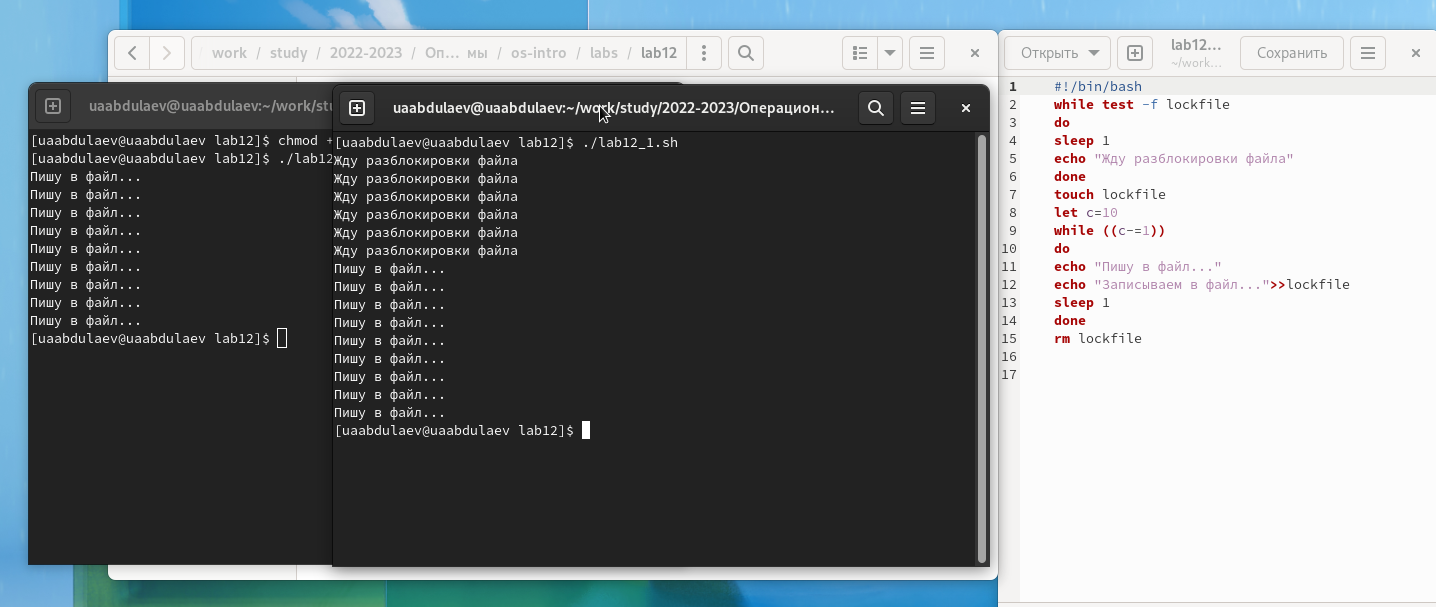 work / study / 2022-2023 / Оп… мы / os-intro / labs / lab12
uaabdulaev@uaabdulaev:~/work/stu
[uaabdulaev@uaabdulaev lab12]$ chmod +
[uaabdulaev@uaabdulaev lab12]$ ./lab12
Пишу в файл...
Пишу в файл...
Пишу в файл...
Пишу в файл...
Пишу в файл...
Пишу в файл...
Пишу в файл...
Пишу в файл...
Пишу в файл...
[uaabdulaev@uaabdulaev lab12]$
uaabdulaev@uaabdulaev:~/work/study/2022-2023/Операцион…
[uaabdulaev@uaabdulaev lab12]$ ./lab12_1.sh
Жду разблокировки файла
Жду разблокировки файла
Жду разблокировки файла
Жду разблокировки файла
Жду разблокировки файла
Жду разблокировки файла
Пишу в файл...
Пишу в файл...
Пишу в файл...
Пишу в файл...
Пишу в файл...
Пишу в файл...
Пишу в файл...
Пишу в файл...
Пишу в файл...
[uaabdulaev@uaabdulaev lab12]$
Открыть
lab12…
~/work…
Сохранить
1 #!/bin/bash
2 while test -f lockfile
3 do
4 sleep 1
5 echo "Жду разблокировки файла"
6 done
7 touch lockfile
8 let c=10
9 while ((c-=1))
10 do
11 echo "Пишу в файл..."
12 echo "Записываем в файл...">>lockfile
13 sleep 1
14 done
15 rm lockfile
16
17